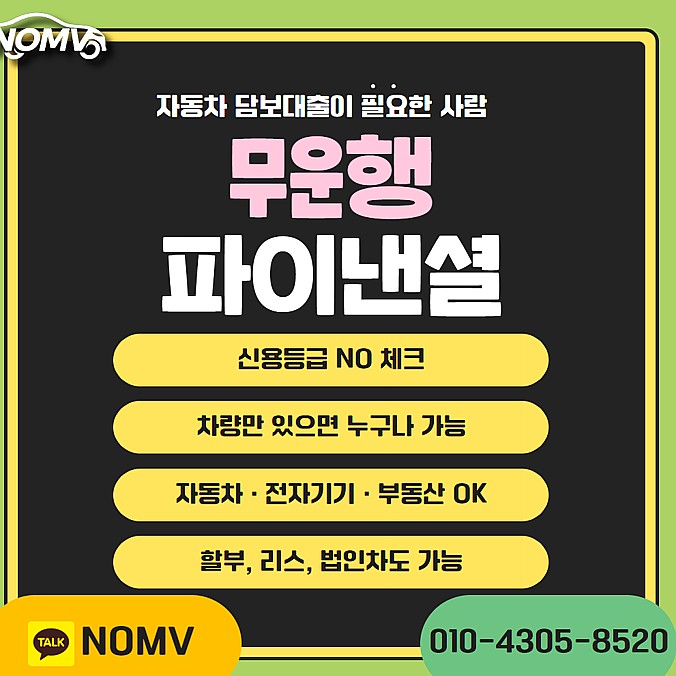 NOMV
자동차 담보대출이 필요한 사람
무운행
파이낸셜
신용등급 NO 체크
차량만 있으면 누구나 가능
자동차 · 전자기기 · 부동산 OK
할부, 리스, 법인차도 가능
TALK NOMV
010-4305-8520